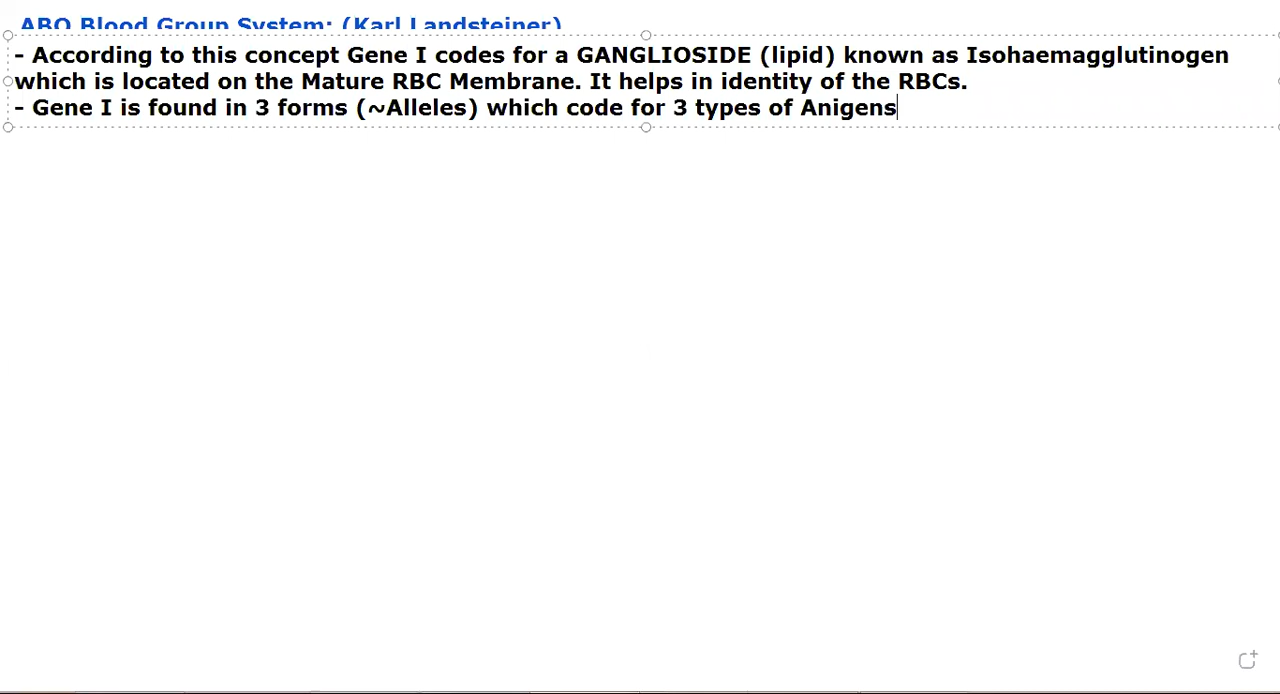 ABO Blood Group System: (Karl Landsteiner)
- According to this concept Gene I codes for a GANGLIOSIDE (lipid) known as Isohaemagglutinogen
which is located on the Mature RBC Membrane. It helps in identity of the RBCs.
- Gene I is found in 3 forms (~Alleles) which code for 3 types of Anigens